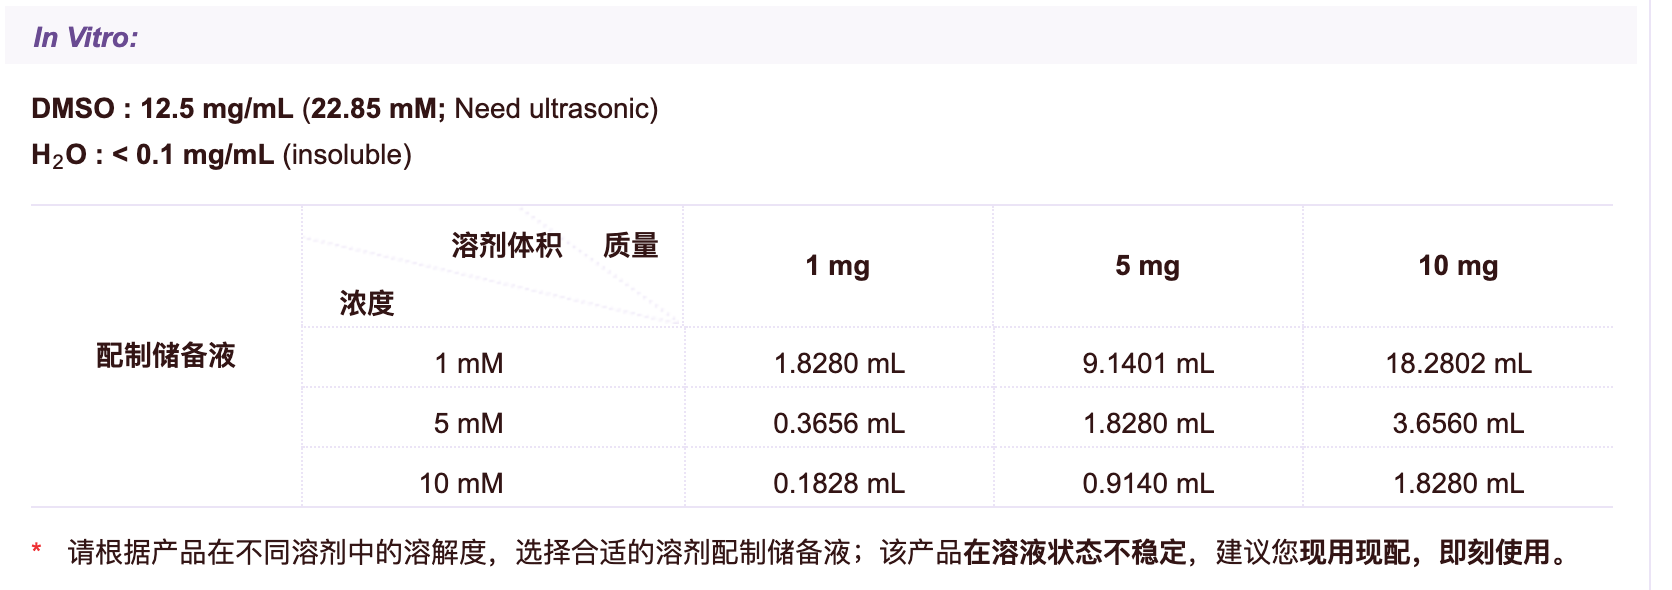 In Vitro:
DMSO : 12.5 mg/mL (22.85 mM; Need ultrasonic)
H₂O : < 0.1 mg/mL (insoluble)
配制储备液
溶剂体积 质量
浓度
1 mg 5 mg 10 mg
1 mM 1.8280 mL 9.1401 mL 18.2802 mL
5 mM 0.3656 mL 1.8280 mL 3.6560 mL
10 mM 0.1828 mL 0.9140 mL 1.8280 mL
* 请根据产品在不同溶剂中的溶解度，选择合适的溶剂配制储备液；该产品在溶液状态不稳定，建议您现用现配，即刻使用。